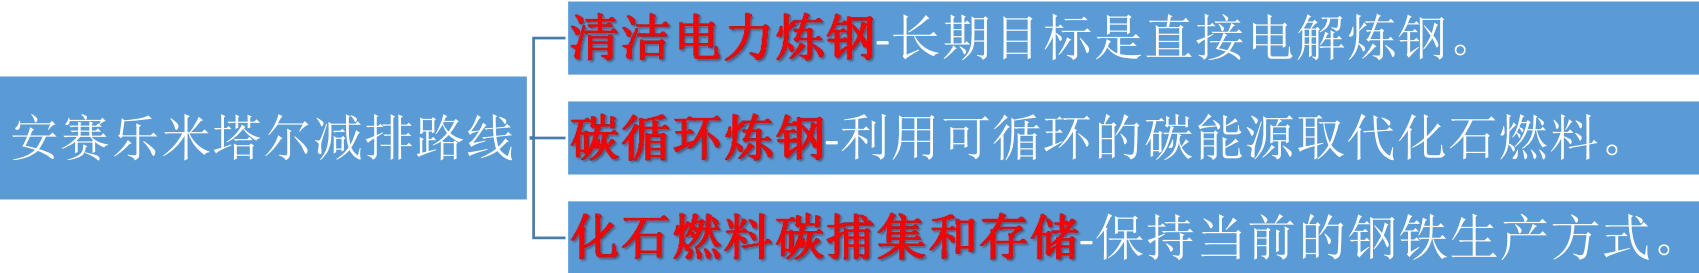 安赛乐米塔尔减排路线
清洁电力炼钢-长期目标是直接电解炼钢。
碳循环炼钢-利用可循环的碳能源取代化石燃料。
化石燃料碳捕集和存储-保持当前的钢铁生产方式。